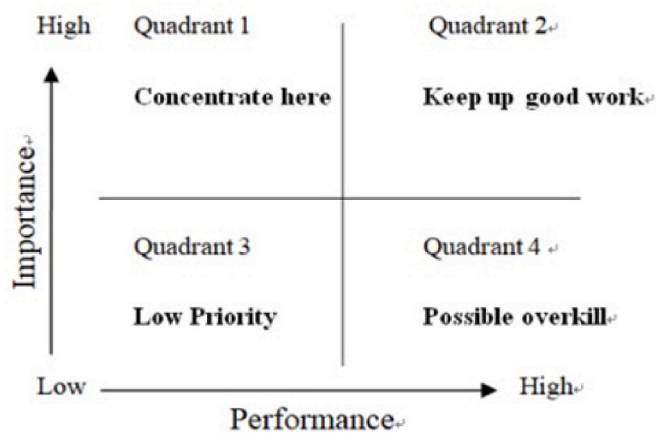 High Quadrant 1 Quadrant 2
Concentrate here Keep up good work
Importance
Quadrant 3 Quadrant 4
Low Priority Possible overkill
Low High
Performance